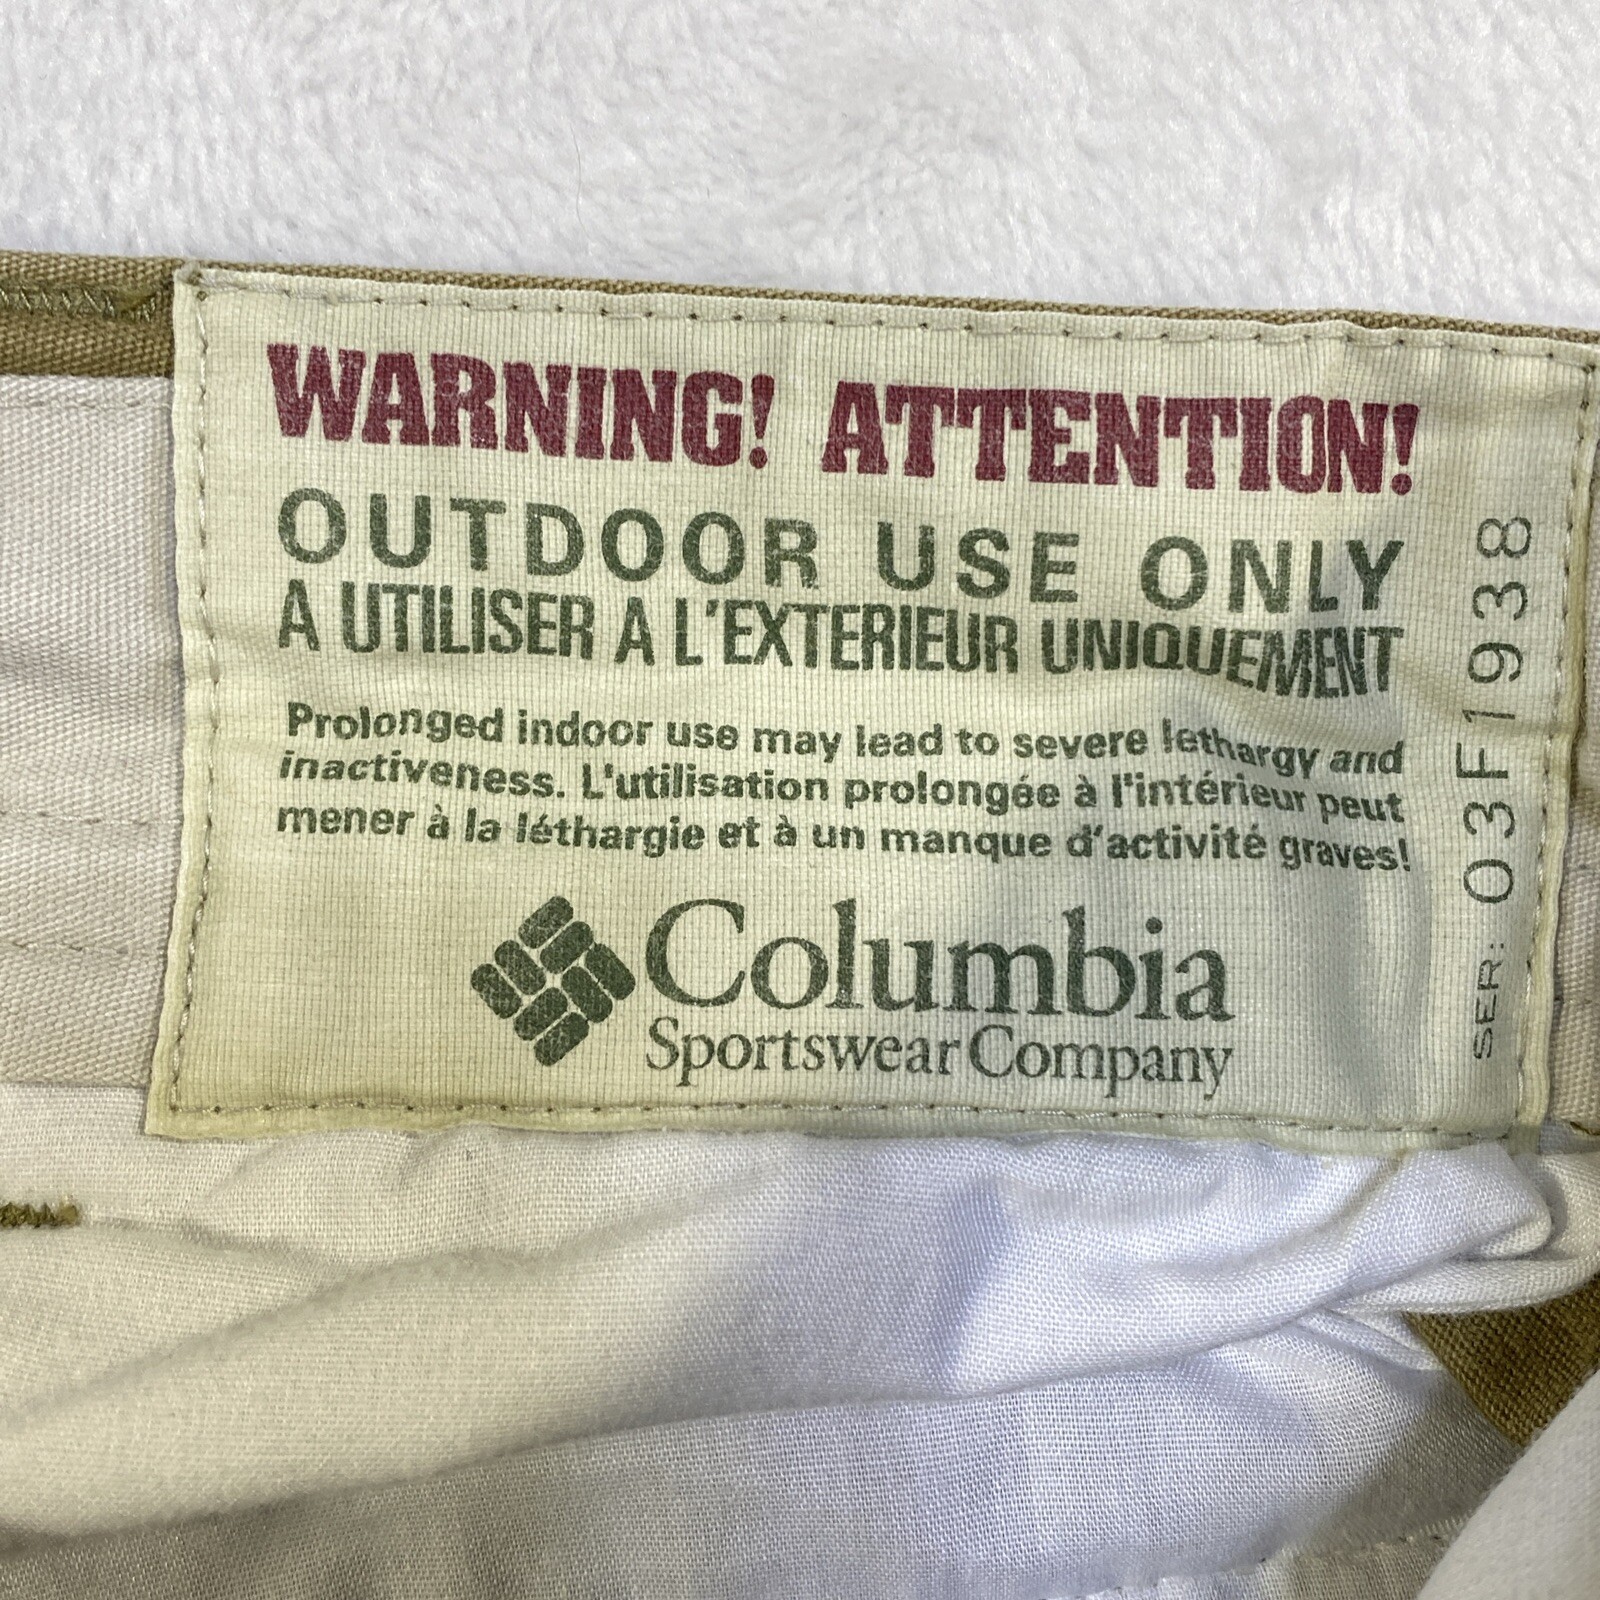 WARNING! ATTENTION!
OUTDOOR USE ONLY
A UTILISER A L'EXTERIEUR UNIQUEMENT
Prolonged indoor use may lead to severe lethargy and
inactiveness. L'utilisation prolongée à l'intérieur peut
mener à la léthargie et à un manque d'activité graves!
Columbia
Sportswear Company
SER: 03F1938